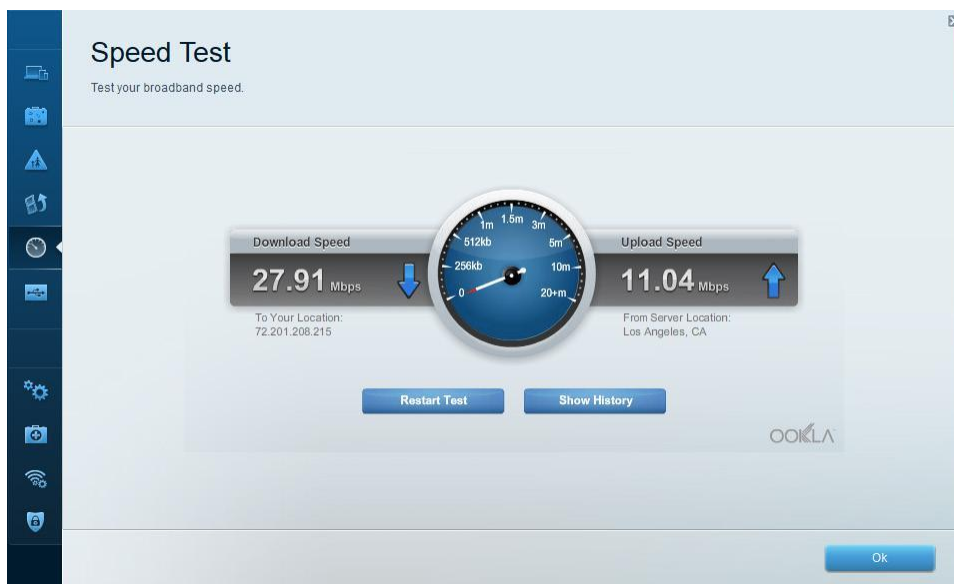 Speed Test
Test your broadband speed.
Download Speed
27.91 Mbps
To Your Location:
72.201.208.215
0
256kb
512kb
1m
1.5m
3m
5m
10m
20+m
Upload Speed
11.04 Mbps
From Server Location:
Los Angeles, CA
Restart Test
Show History
OOKLA
Ok